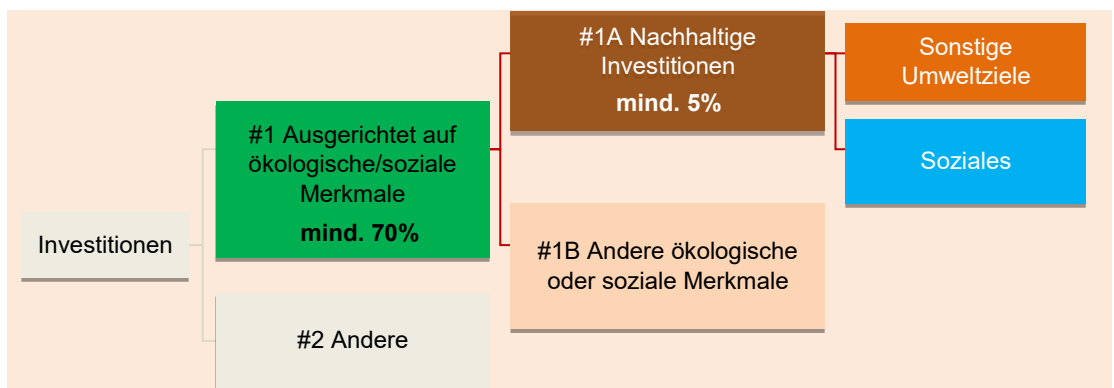 Investitionen
#1 Ausgerichtet auf
ökologische/soziale
Merkmale
mind. 70%
#2 Andere
#1A Nachhaltige
Investitionen
mind. 5%
#1B Andere ökologische
oder soziale Merkmale
Sonstige
Umweltziele
Soziales